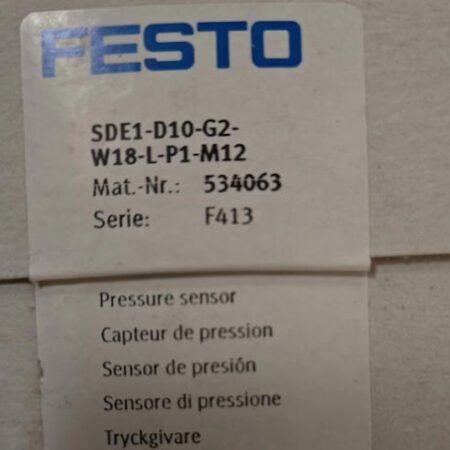 FESTO
SDE1-D10-G2-
W18-L-P1-M12
Mat.-Nr.: 534063
Serie: F413
Pressure sensor
Capteur de pression
Sensor de presión
Sensore di pressione
Tryckgivare